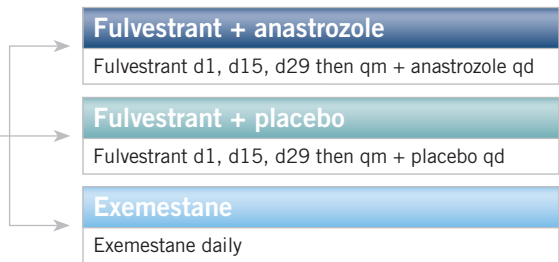 Fulvestrant + anastrozole
Fulvestrant d1, d15, d29 then qm + anastrozole qd
Fulvestrant + placebo
Fulvestrant d1, d15, d29 then qm + placebo qd
Exemestane
Exemestane daily